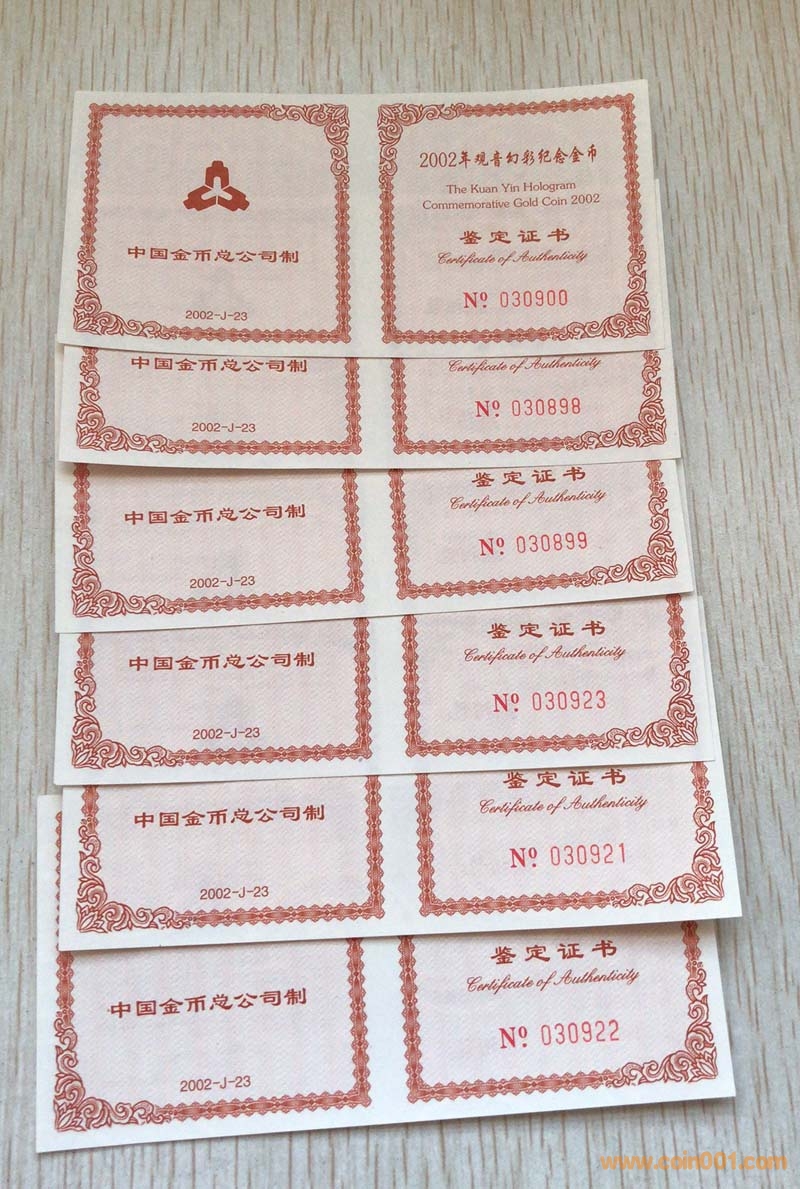 中国金币总公司制
2002-J-23
2002年观音幻彩纪念金币
The Kuan Yin Hologram
Commemorative Gold Coin 2002
鉴定证书
Certificate of Authenticity
Nº 030900
中国金币总公司制
2002-J-23
Certificate of Authenticity
Nº 030898
中国金币总公司制
2002-J-23
鉴定证书
Certificate of Authenticity
Nº 030899
中国金币总公司制
2002-J-23
鉴定证书
Certificate of Authenticity
Nº 030923
中国金币总公司制
2002-J-23
鉴定证书
Certificate of Authenticity
Nº 030921
中国金币总公司制
2002-J-23
鉴定证书
Certificate of Authenticity
Nº 030922
www.coin001.com